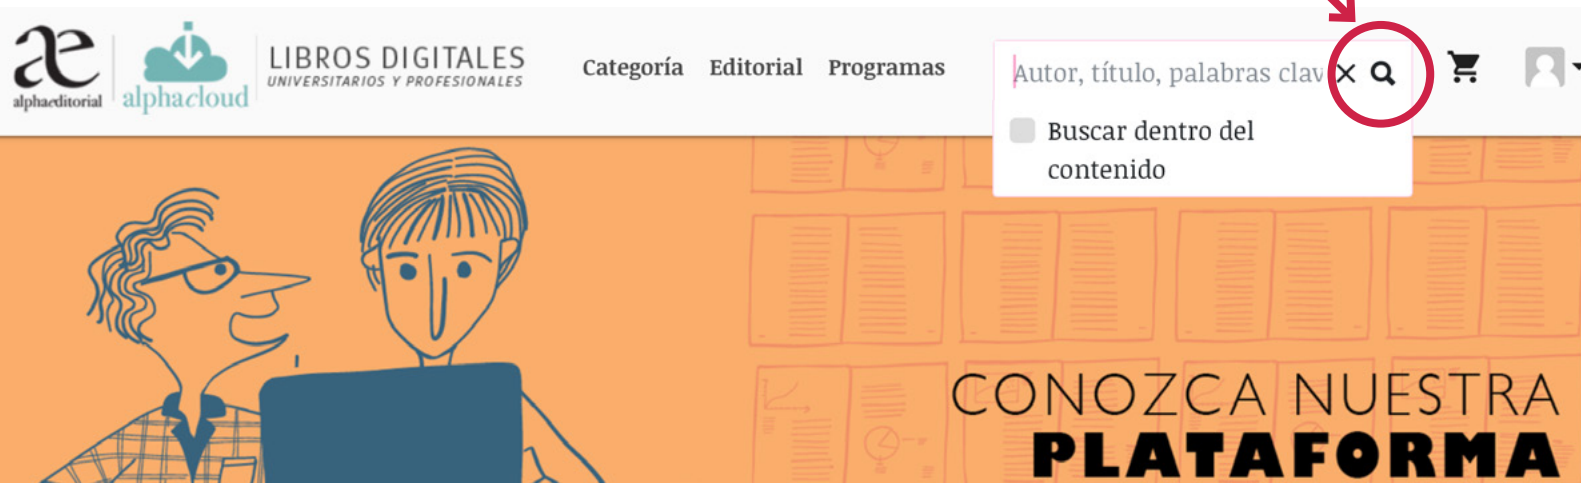 æ
alphaeditorial
alphacloud
LIBROS DIGITALES
UNIVERSITARIOS Y PROFESIONALES
Categoría Editorial Programas
Autor, título, palabras clav
Buscar dentro del
contenido
CONOZCA NUESTRA
PLATAFORMA